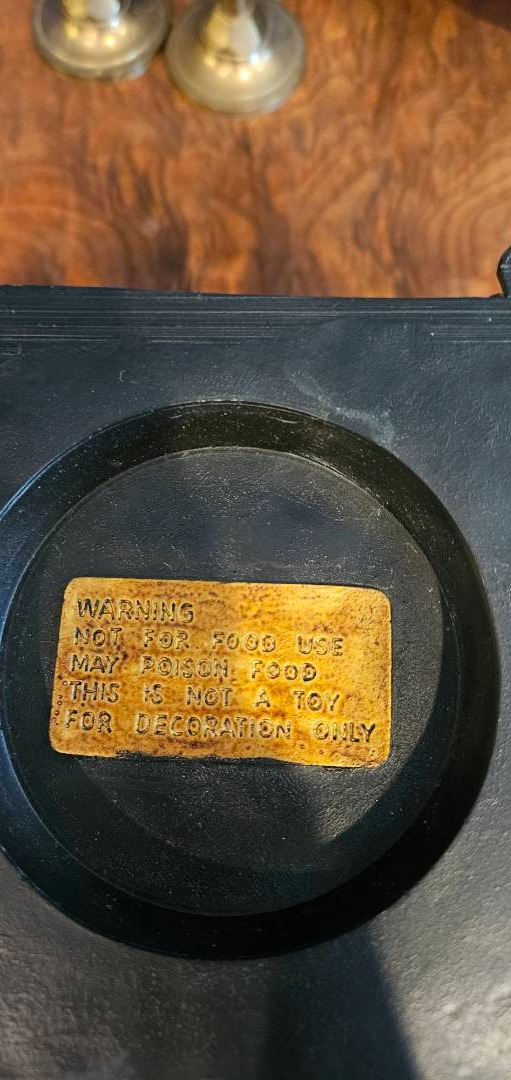 WARNING
NOT FOR FOOD USE
MAY POISON FOOD
THIS IS NOT A TOY
FOR DECORATION ONLY